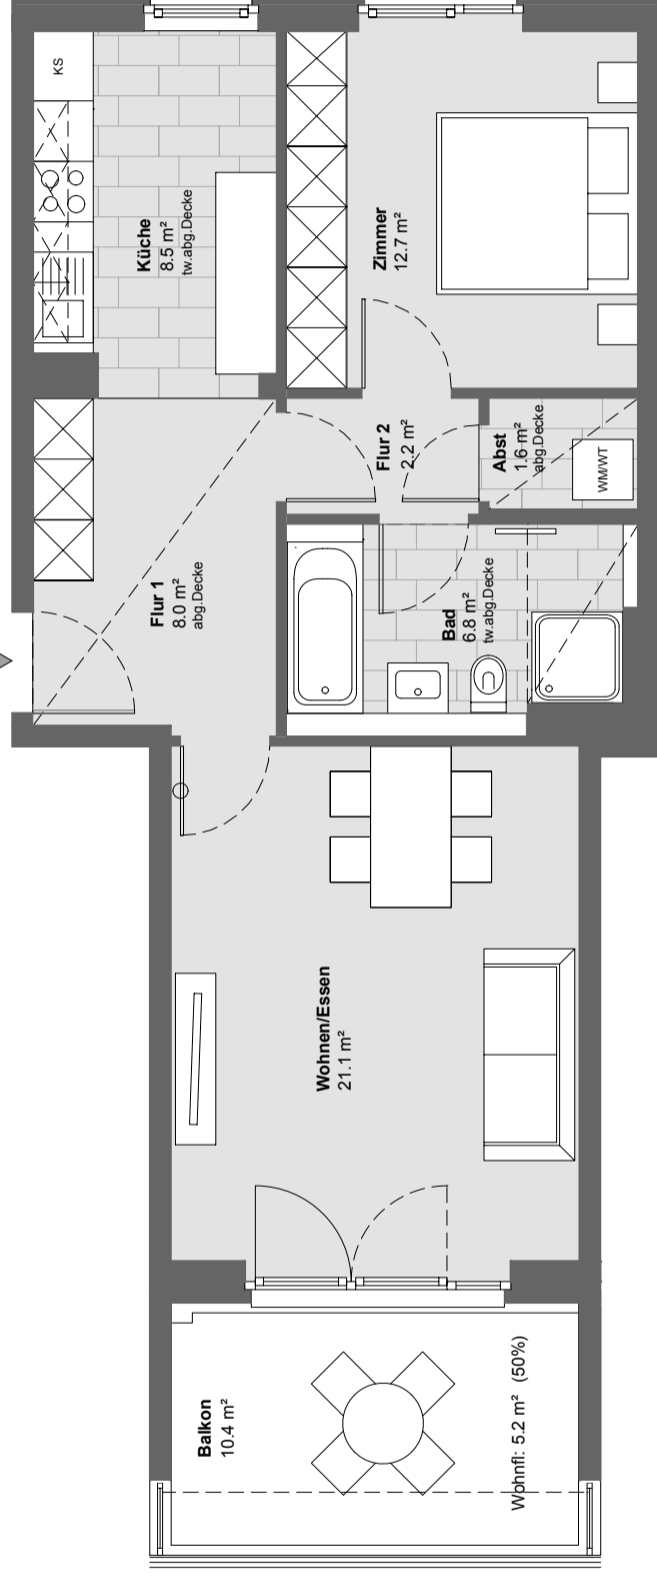 KS
Küche
8.5 m²
tw.abg.Decke
Zimmer
12.7 m²
Flur 2
2.2 m²
Abst
1.6 m²
abg.Decke
WM/WT
Flur 1
8.0 m²
abg.Decke
Bad
6.8 m²
tw.abg.Decke
Wohnen/Essen
21.1 m²
Balkon
10.4 m²
Wohnfl: 5.2 m² (50%)